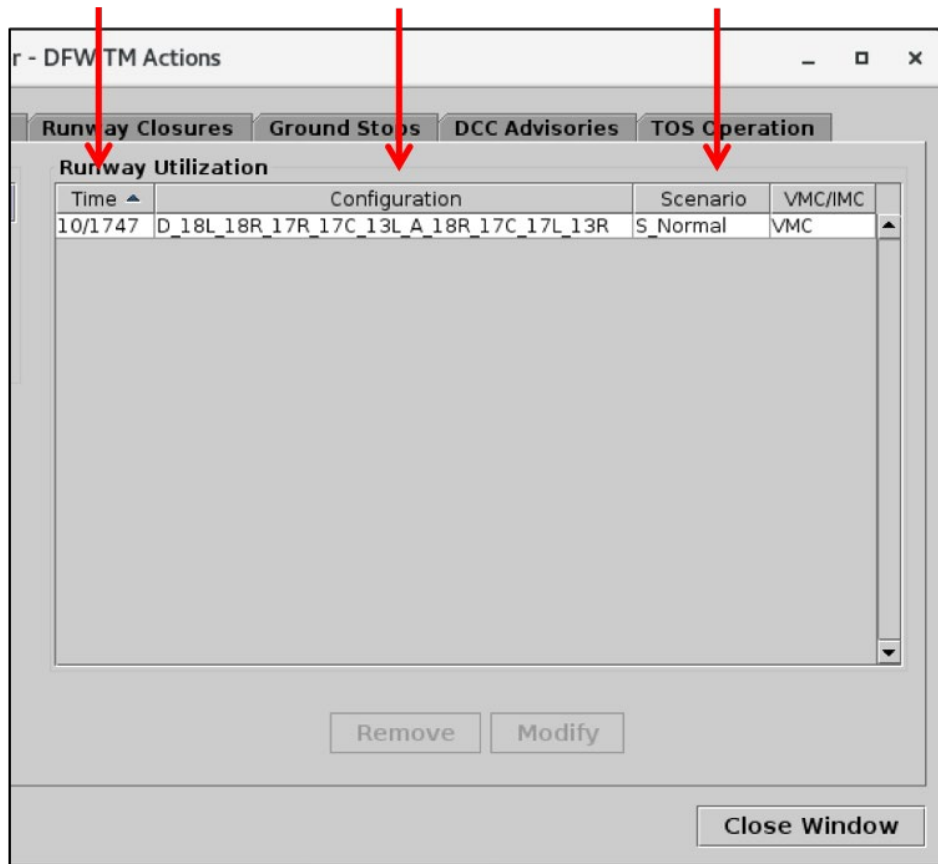 r - DFW TM Actions
Runway Closures Ground Stops DCC Advisories TOS Operation
Runway Utilization
Time Configuration Scenario VMC/IMC
10/1747 D_18L_18R_17R_17C_13L_A_18R_17C_17L_13R S_Normal VMC
Remove Modify
Close Window